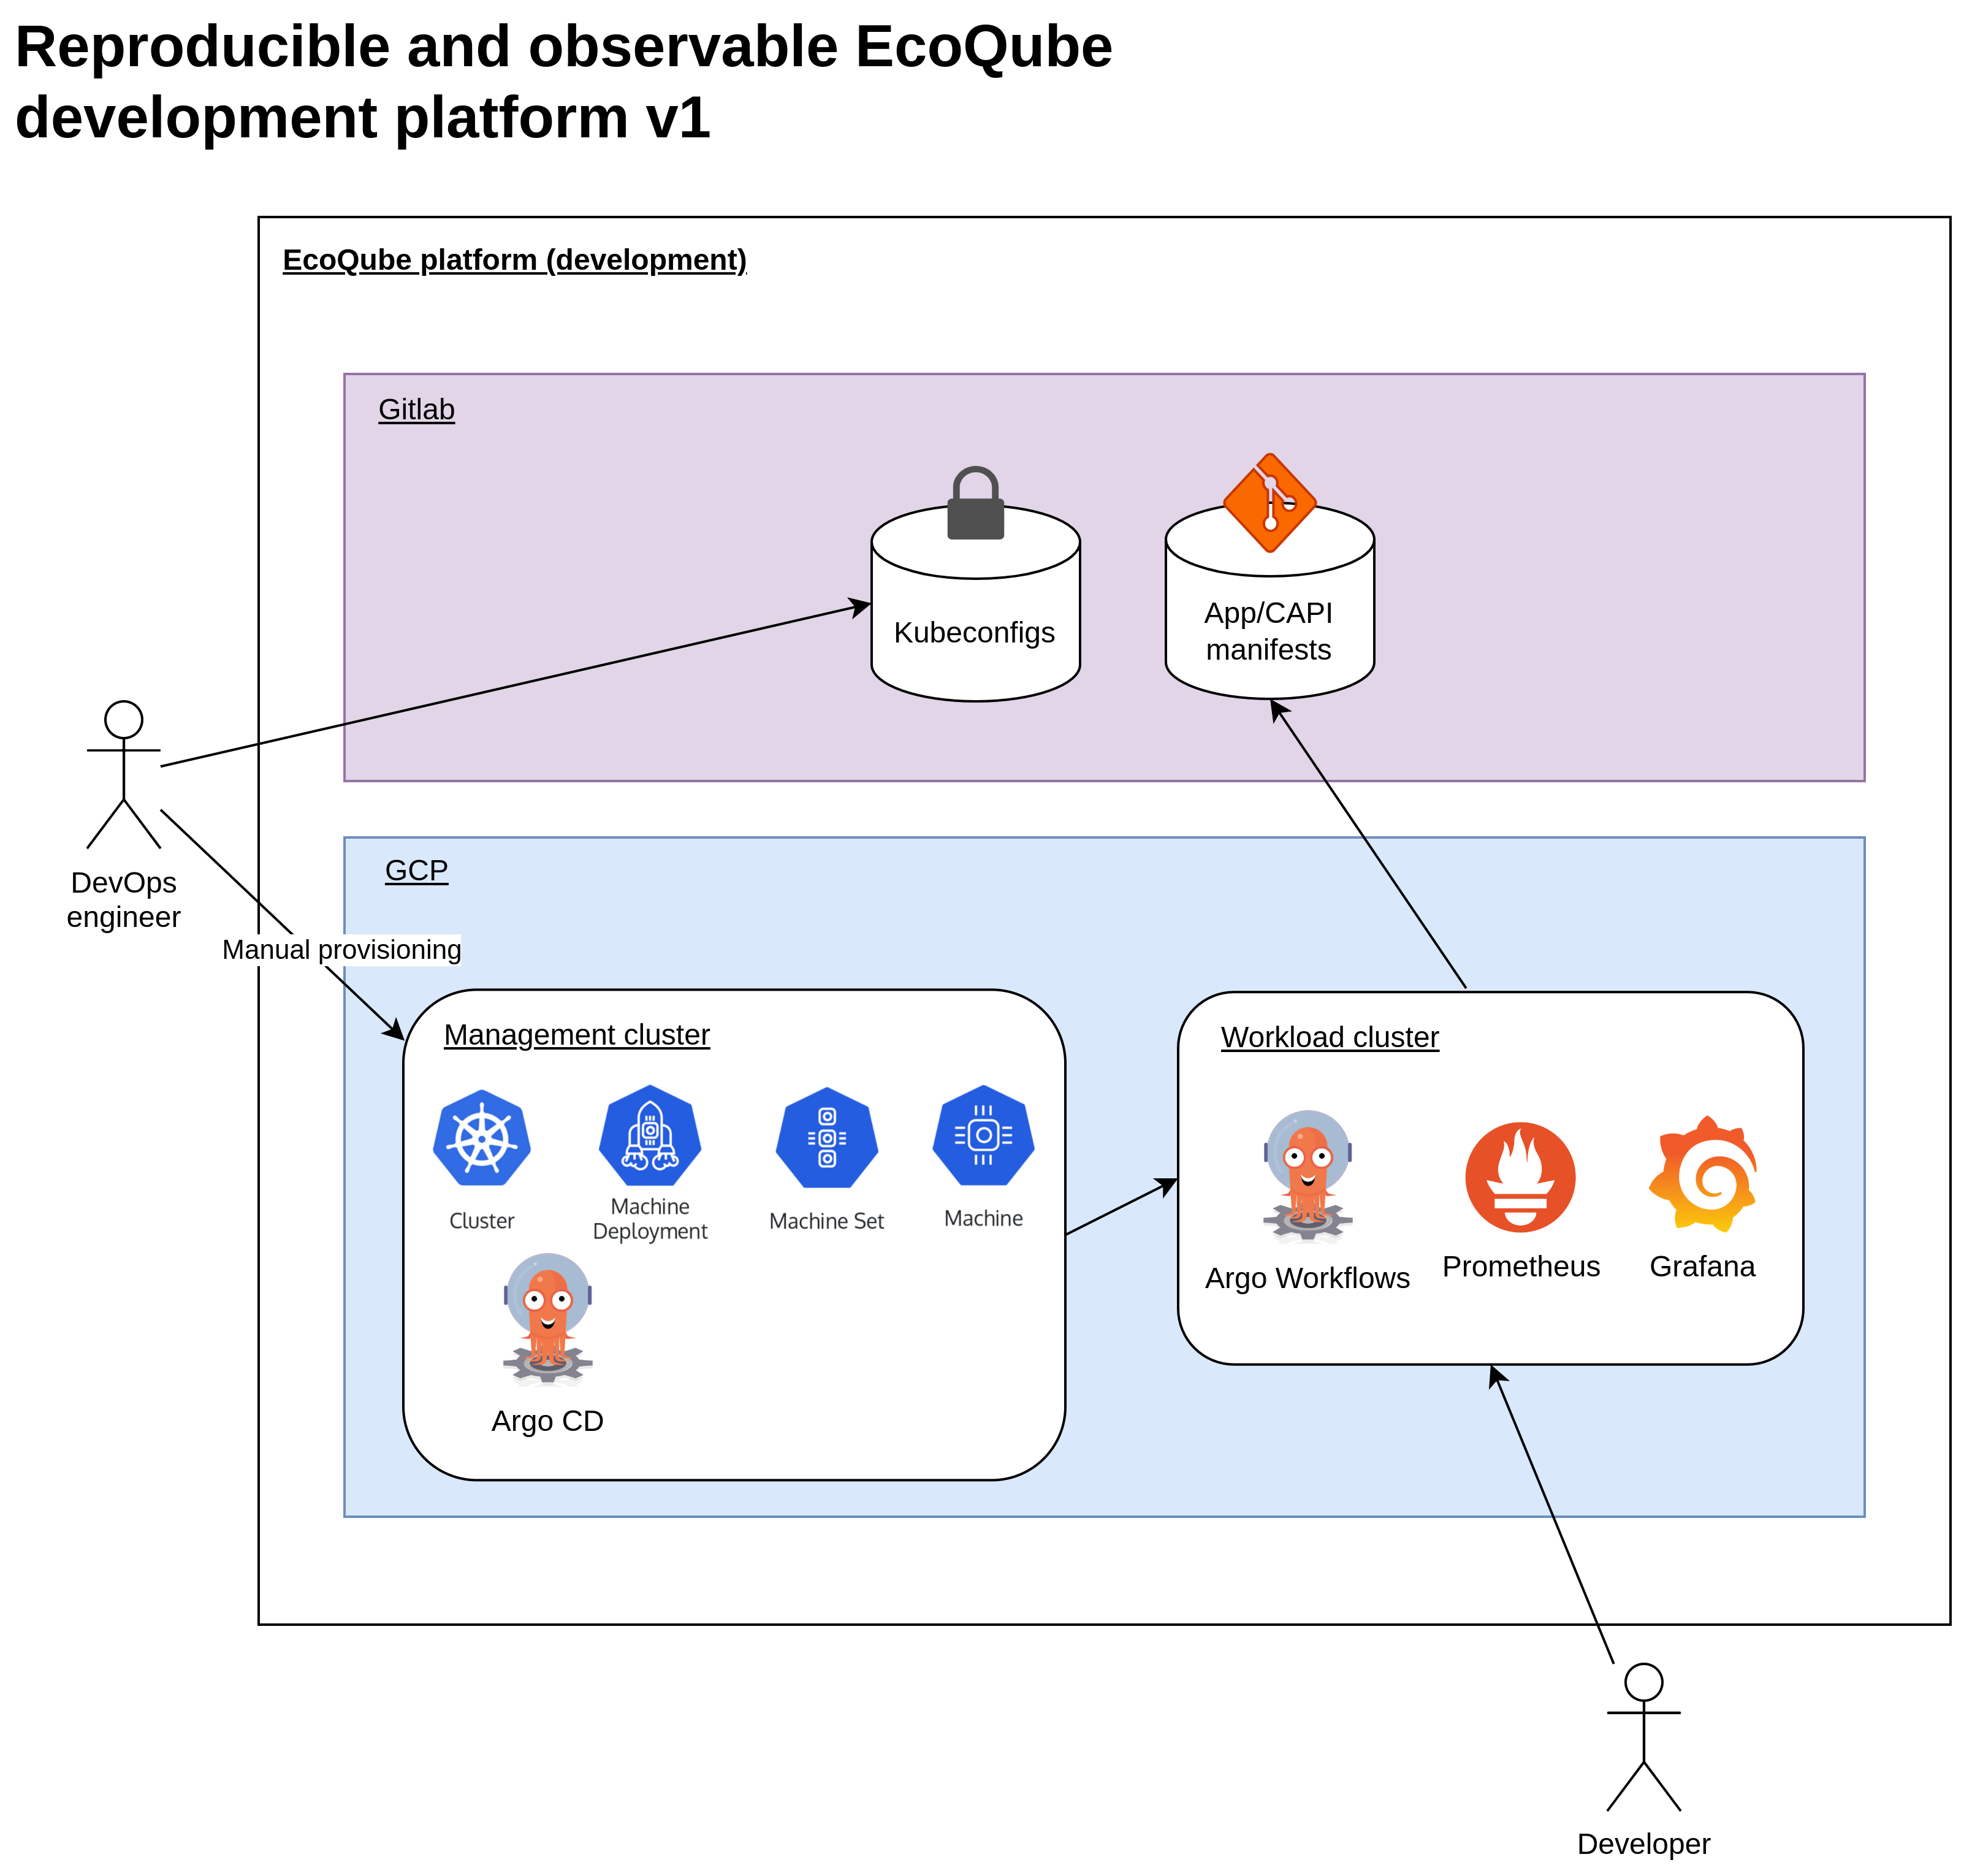 Reproducible and observable EcoQube
development platform v1
EcoQube platform (development)
Gitlab
Kubeconfigs
App/CAPI
manifests
DevOps
engineer
GCP
Manual provisioning
Management cluster
Cluster
Machine
Deployment
Machine Set
Machine
Argo CD
Workload cluster
Argo Workflows
Prometheus
Grafana
Developer